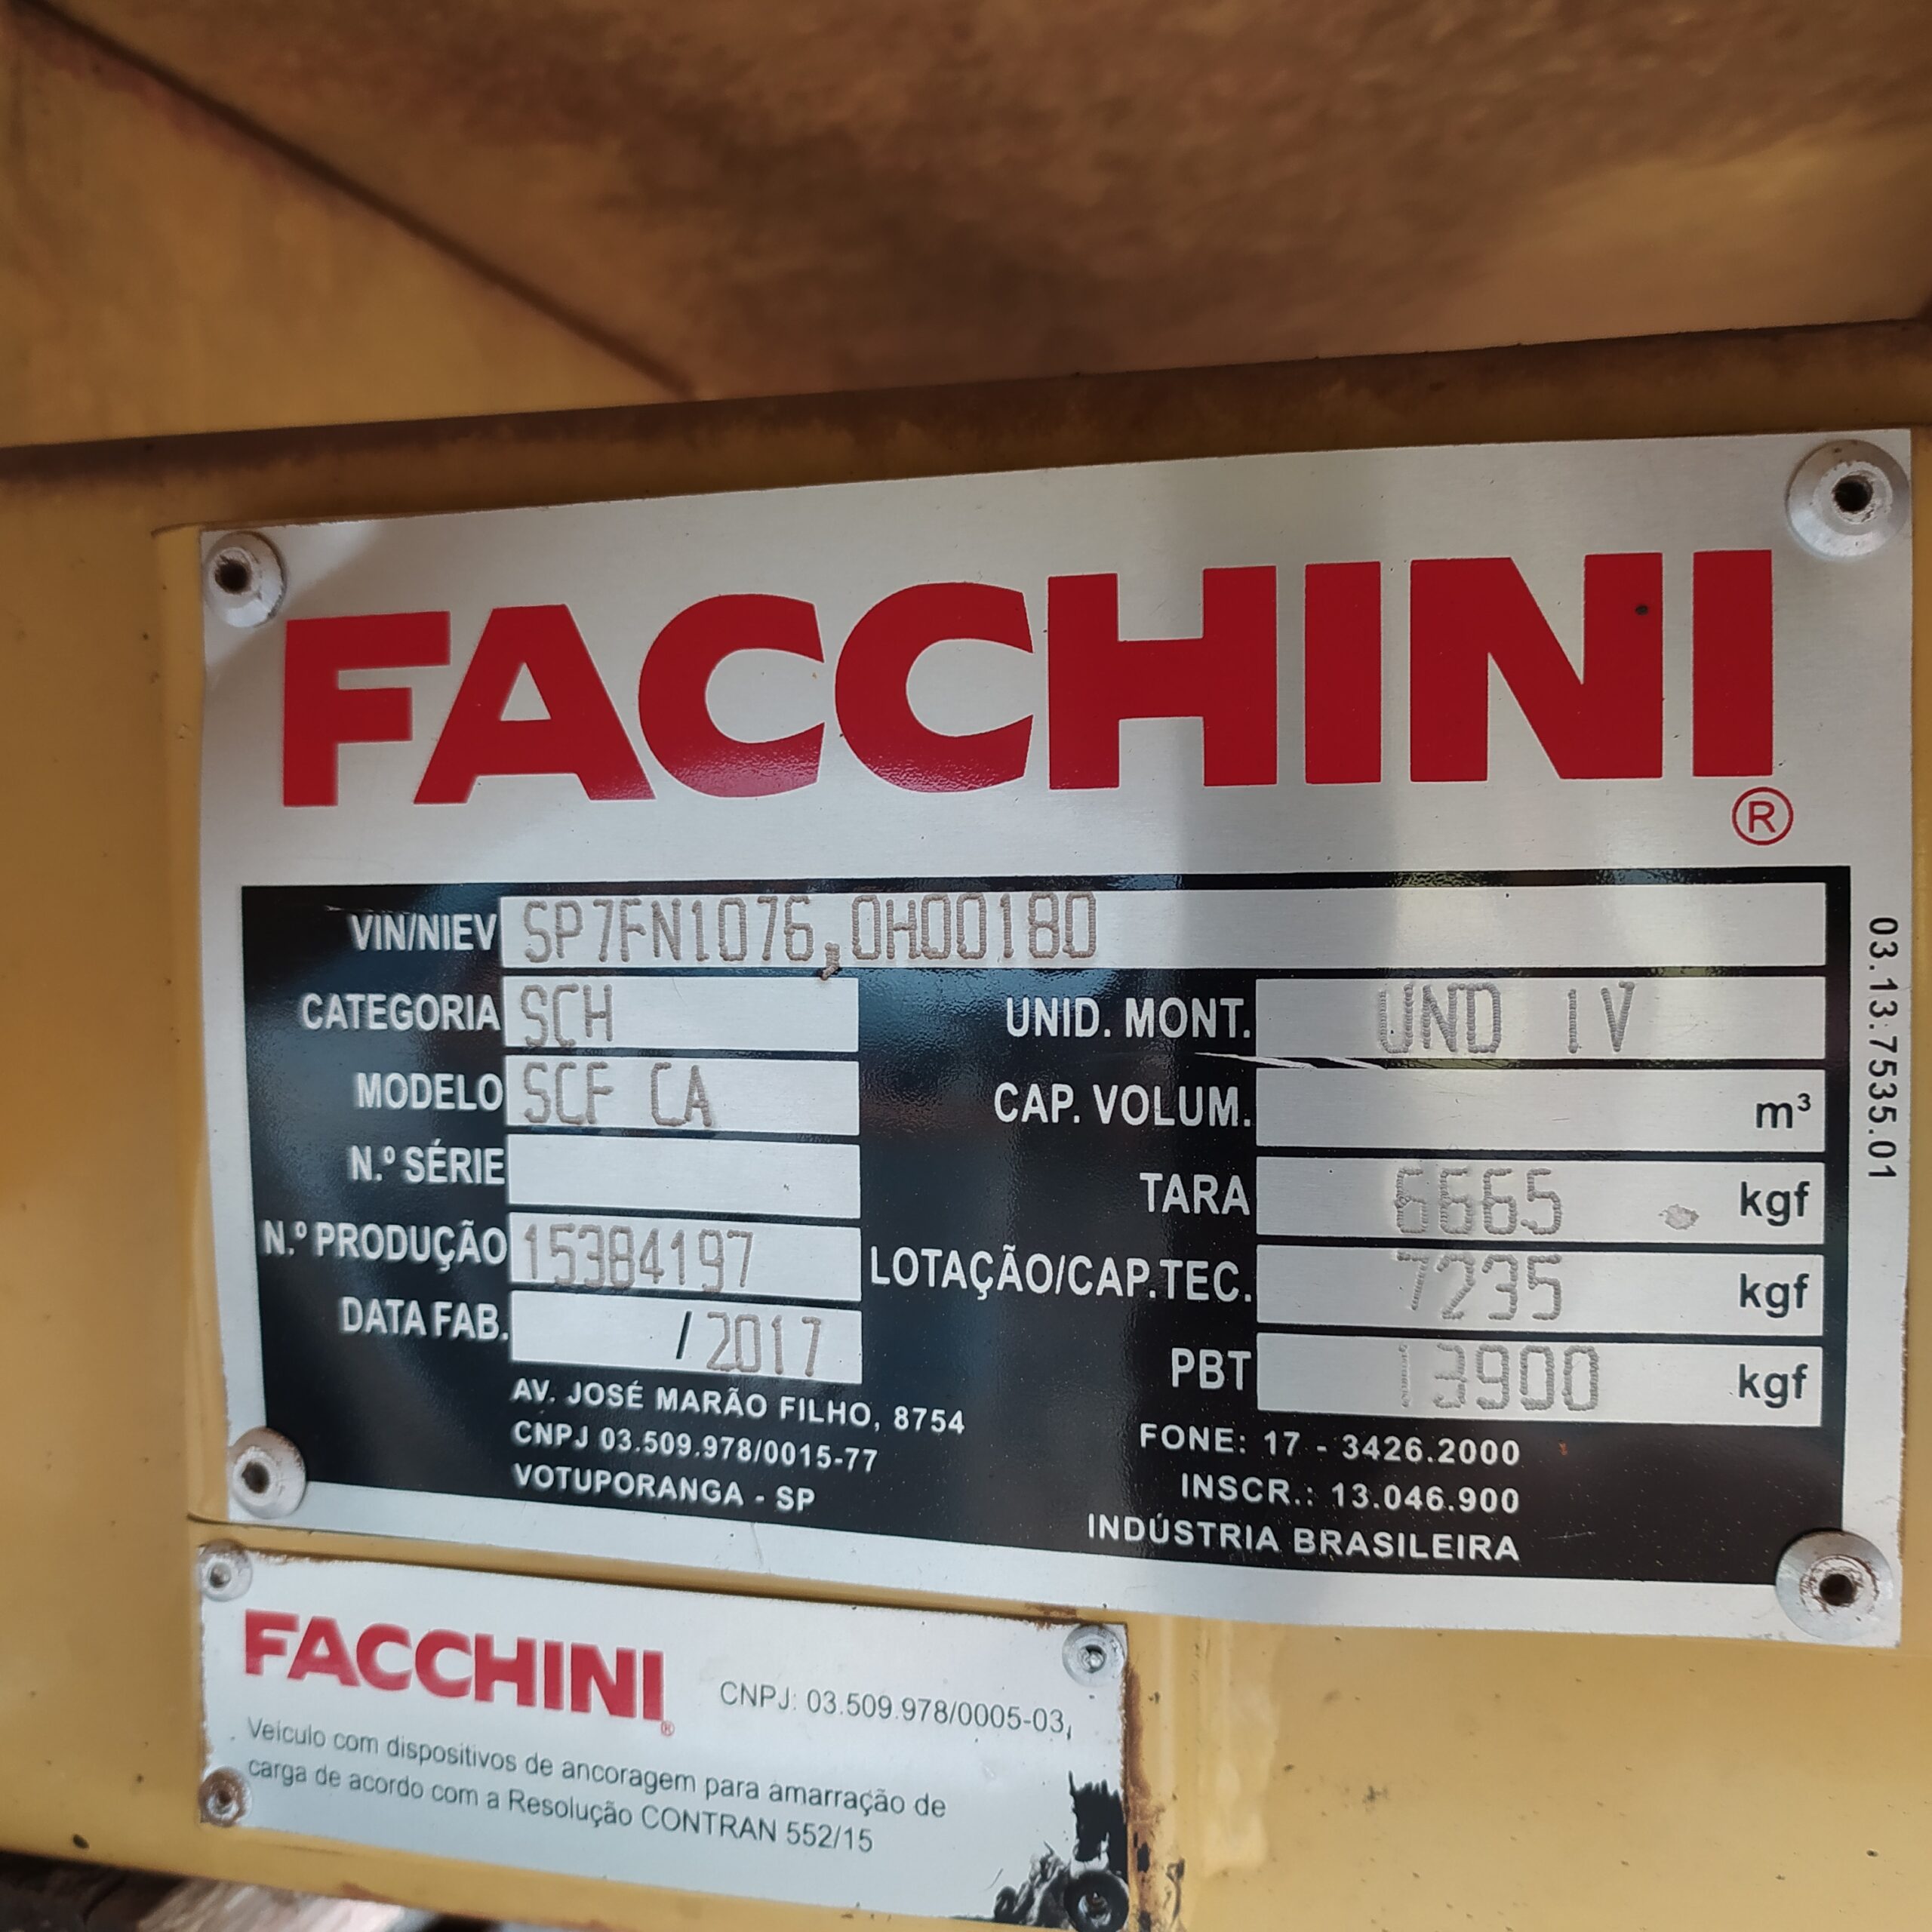 FACCHINI
®
VIN/NIEV SP7FN1076,0H00180
CATEGORIA SCH UNID. MONT. UND IV
MODELO SCF CA CAP. VOLUM. m³
N.º SÉRIE TARA 6665 kgf
N.º PRODUÇÃO 15384197 LOTAÇÃO/CAP.TEC. 7235 kgf
DATA FAB. / 2017 PBT 13900 kgf
AV. JOSÉ MARÃO FILHO, 8754
CNPJ 03.509.978/0015-77
VOTUPORANGA - SP
FONE: 17 - 3426.2000
INSCR.: 13.046.900
INDÚSTRIA BRASILEIRA
03.13.7535.01
FACCHINI®
CNPJ: 03.509.978/0005-03,
Veículo com dispositivos de ancoragem para amarração de
carga de acordo com a Resolução CONTRAN 552/15